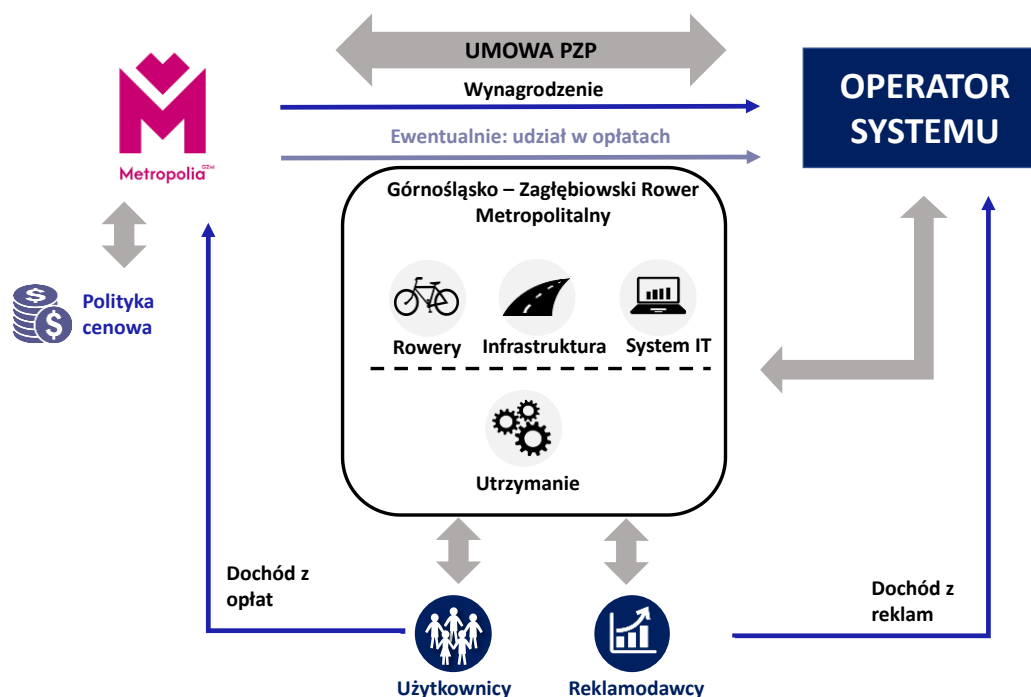 UMOWA PZP
Wynagrodzenie
Ewentualnie: udział w opłatach
OPERATOR
SYSTEMU
Metropolia GZM
Górnośląsko – Zagłębiowski Rower
Metropolitalny
Polityka
cenowa
Rowery
Infrastruktura
System IT
Utrzymanie
Dochód z
opłat
Dochód z
reklam
Użytkownicy
Reklamodawcy